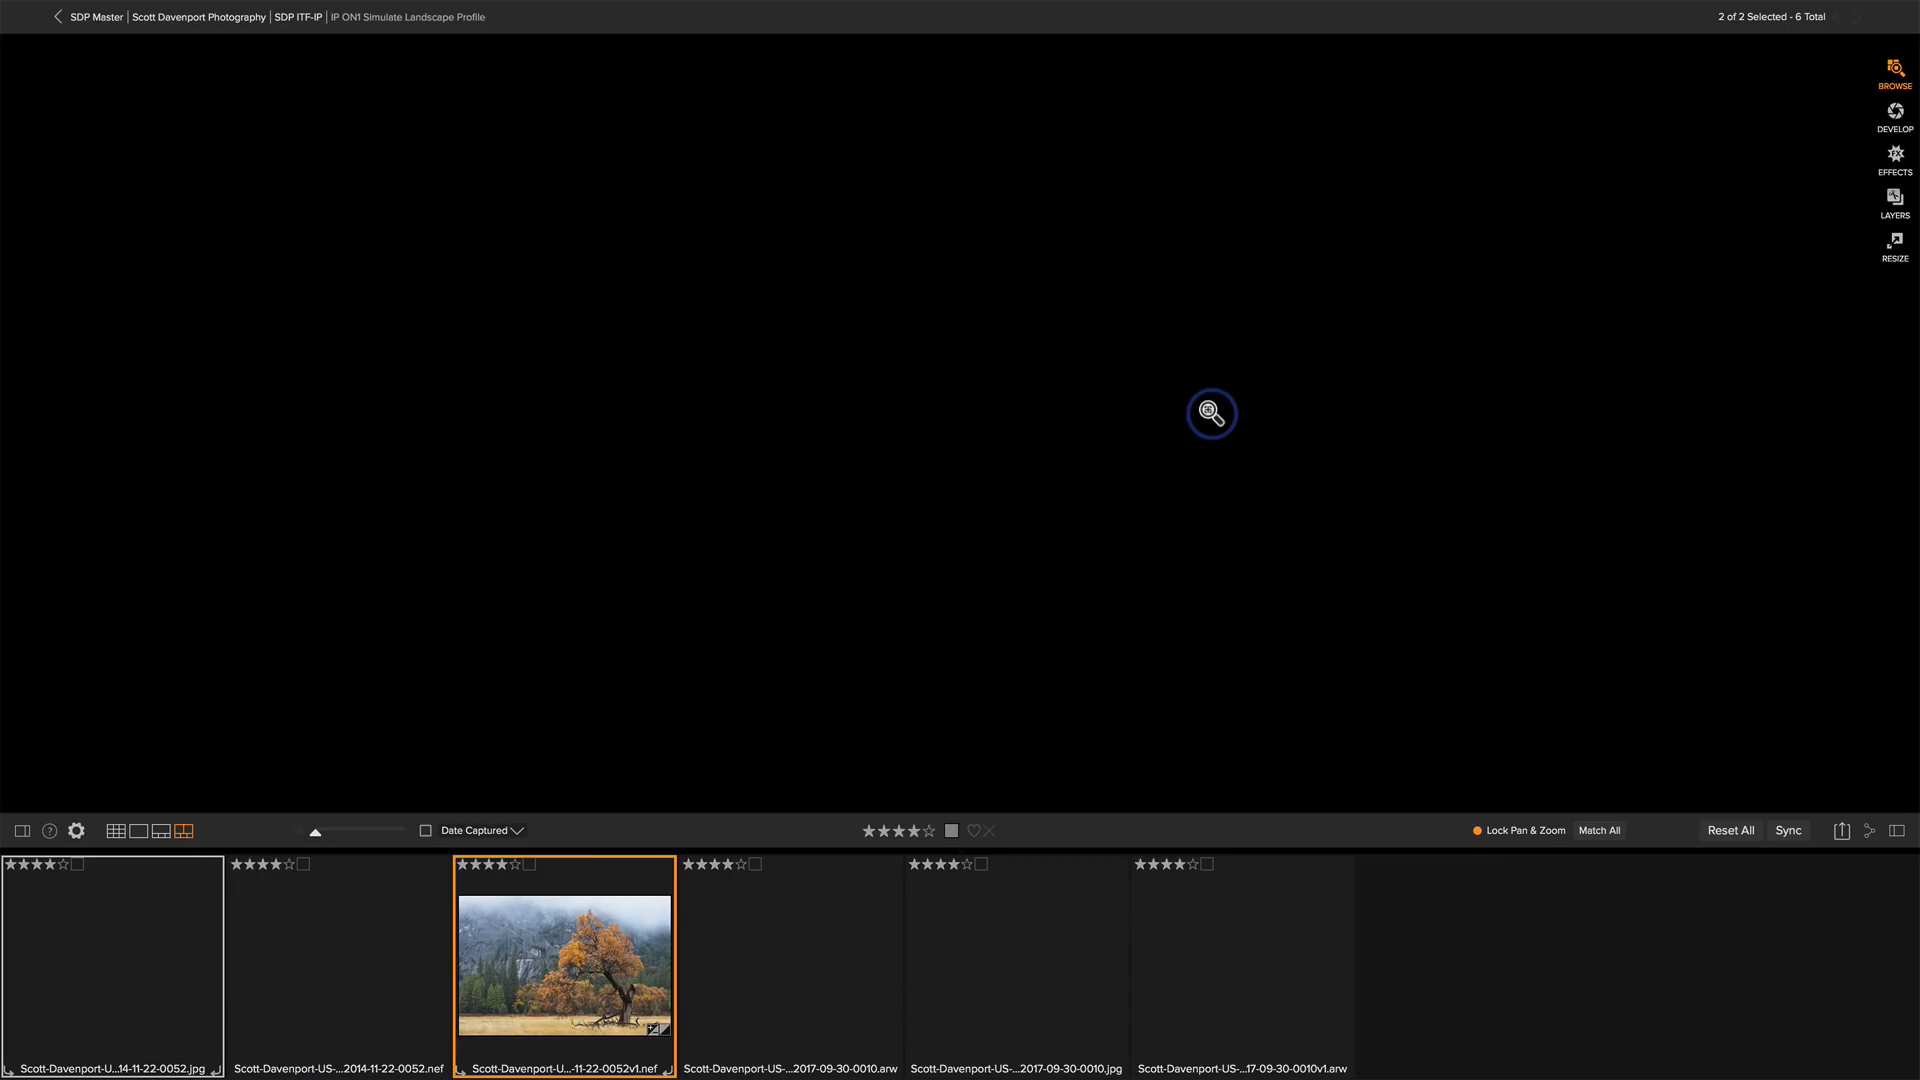 SDP Master | Scott Davenport Photography | SDP ITF-IP | IP ON1 Simulate Landscape Profile
2 of 2 Selected - 6 Total
BROWSE
DEVELOP
EFFECTS
LAYERS
RESIZE
Date Captured
Lock Pan & Zoom
Match All
Reset All
Sync
Scott-Davenport-U...14-11-22-0052.jpg
Scott-Davenport-US-...2014-11-22-0052.nef
Scott-Davenport-U...-11-22-0052v1.nef
Scott-Davenport-US-...2017-09-30-0010.arw
Scott-Davenport-US-...2017-09-30-0010.jpg
Scott-Davenport-US-...17-09-30-0010v1.arw